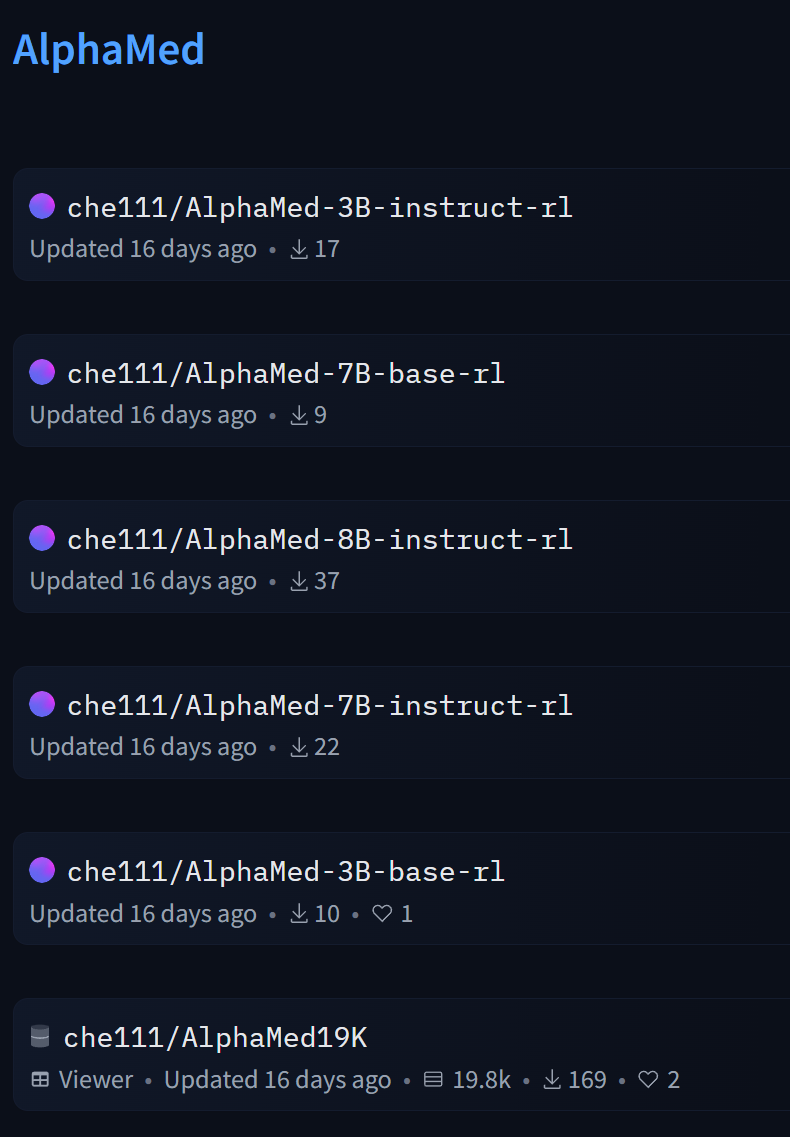 AlphaMed
che111/AlphaMed-3B-instruct-rl
Updated 16 days ago • 17
che111/AlphaMed-7B-base-rl
Updated 16 days ago • 9
che111/AlphaMed-8B-instruct-rl
Updated 16 days ago • 37
che111/AlphaMed-7B-instruct-rl
Updated 16 days ago • 22
che111/AlphaMed-3B-base-rl
Updated 16 days ago • 10 • 1
che111/AlphaMed19K
Viewer • Updated 16 days ago • 19.8k • 169 • 2